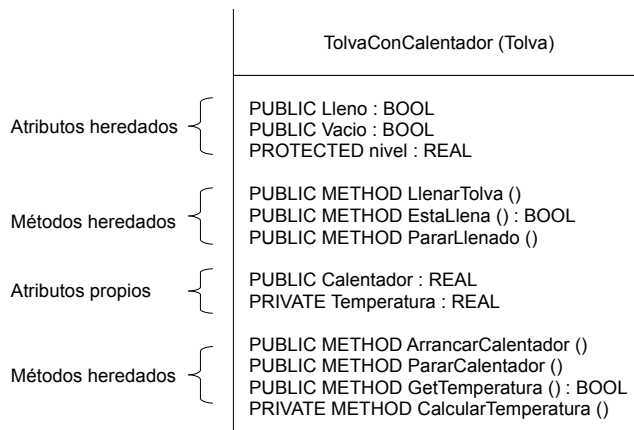 TolvaConCalentador (Tolva)
Atributos heredados
PUBLIC Lleno : BOOL
PUBLIC Vacio : BOOL
PROTECTED nivel : REAL
Métodos heredados
PUBLIC METHOD LlenarTolva ()
PUBLIC METHOD EstaLlena () : BOOL
PUBLIC METHOD PararLlenado ()
Atributos propios
PUBLIC Calentador : REAL
PRIVATE Temperatura : REAL
Métodos heredados
PUBLIC METHOD ArrancarCalentador ()
PUBLIC METHOD PararCalentador ()
PUBLIC METHOD GetTemperatura () : BOOL
PRIVATE METHOD CalcularTemperatura ()